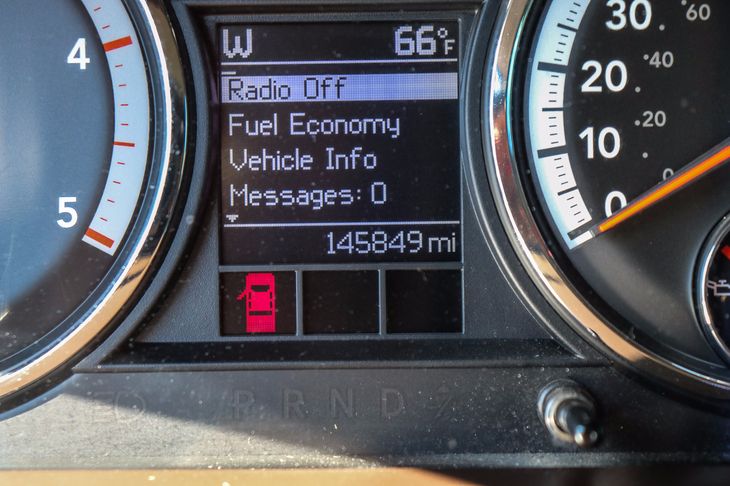 W 66°F
Radio Off
Fuel Economy
Vehicle Info
Messages: 0
145849 mi
4
5
30
20
10
0
60
40
20
0
P R N D